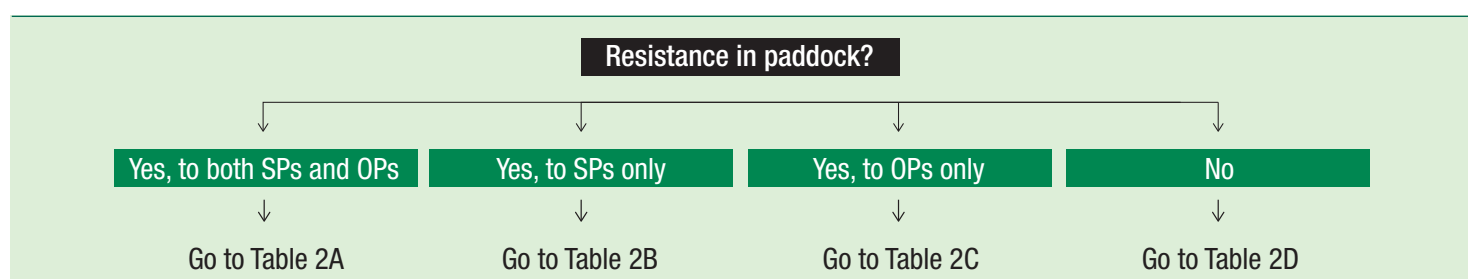 Resistance in paddock?
Yes, to both SPs and OPs
Yes, to SPs only
Yes, to OPs only
No
Go to Table 2A
Go to Table 2B
Go to Table 2C
Go to Table 2D